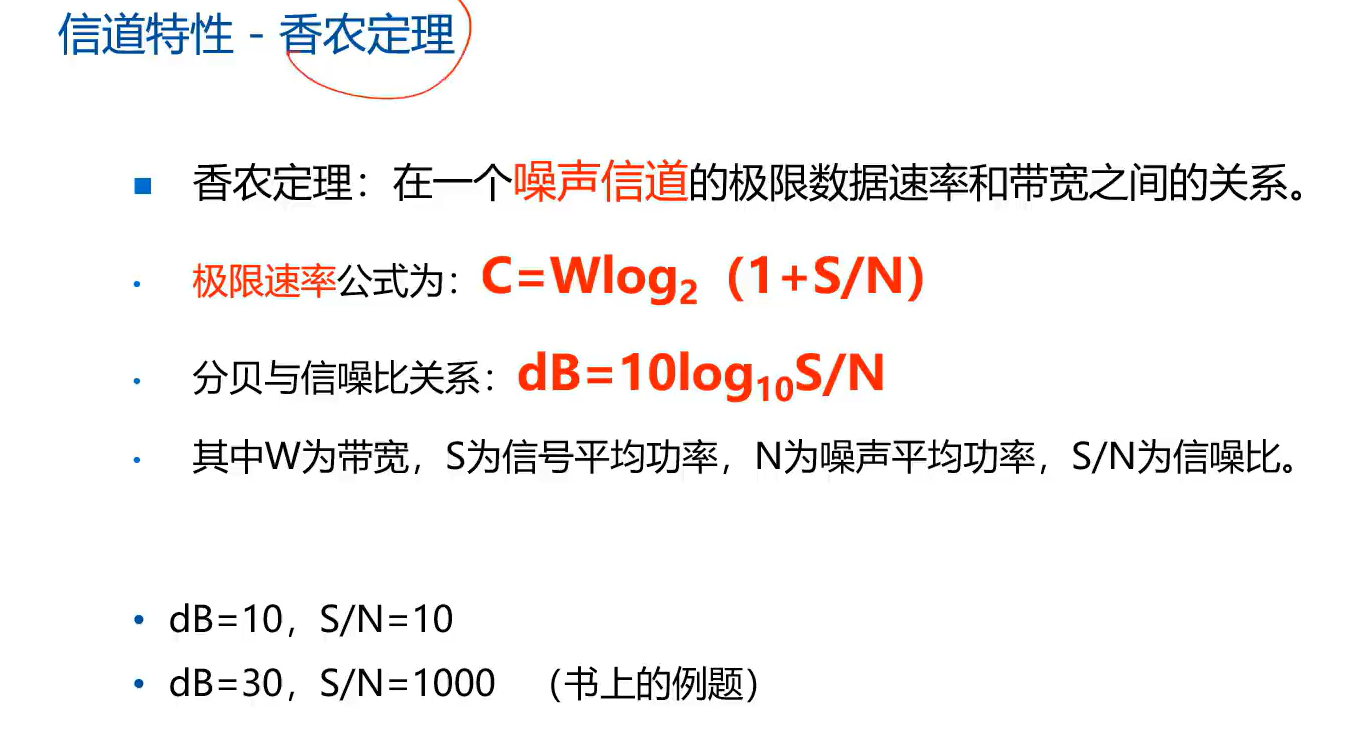 信道特性 - 香农定理
香农定理：在一个噪声信道的极限数据速率和带宽之间的关系。
极限速率公式为：C=Wlog₂（1+S/N）
分贝与信噪比关系：dB=10log₁₀S/N
其中W为带宽，S为信号平均功率，N为噪声平均功率，S/N为信噪比。
dB=10，S/N=10
dB=30，S/N=1000 （书上的例题）